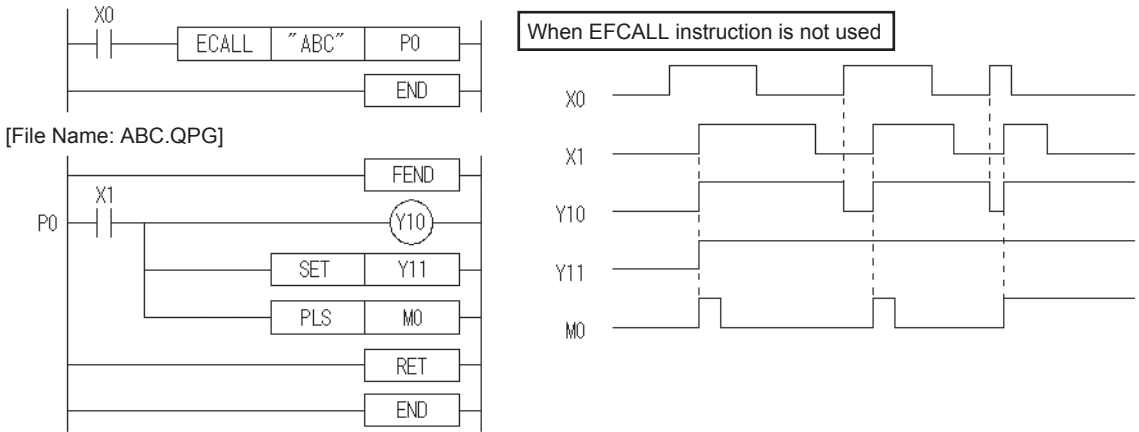 X0
ECALL "ABC" P0
END
[File Name: ABC.QPG]
FEND
X1
P0 Y10
SET Y11
PLS M0
RET
END
When EFCALL instruction is not used
X0
X1
Y10
Y11
M0